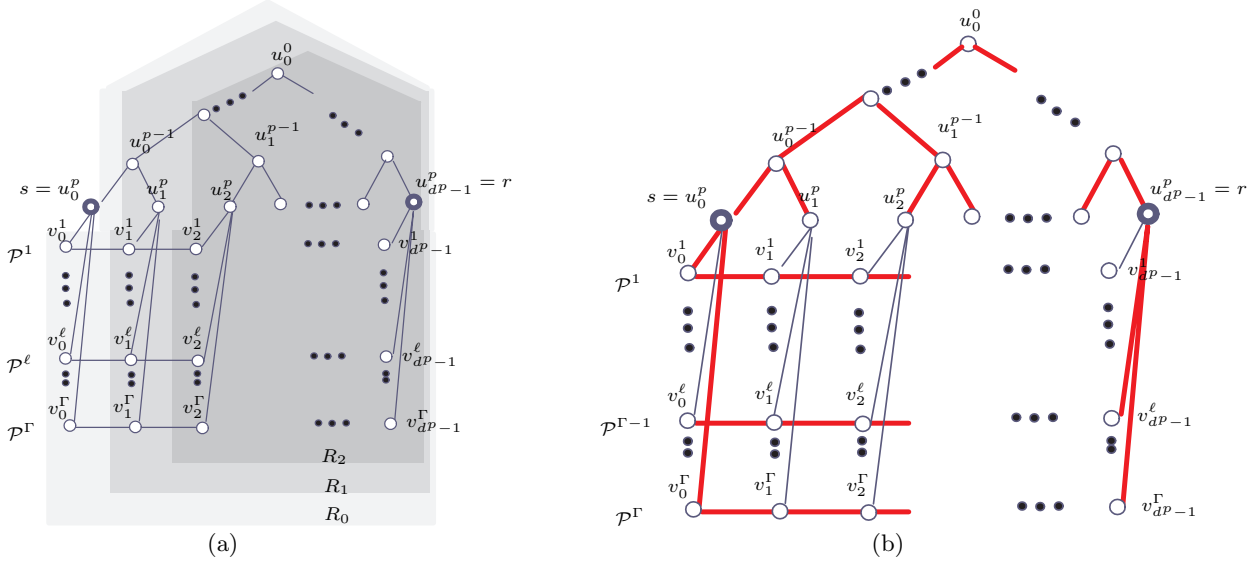 u_0^0
u_0^{p-1} u_1^{p-1}
s = u_0^p u_1^p u_2^p u_{d^p-1}^p = r
𝒫^1 v_0^1 v_1^1 v_2^1 v_{d^p-1}^1
𝒫^ℓ v_0^ℓ v_1^ℓ v_2^ℓ v_{d^p-1}^ℓ
𝒫^Γ v_0^Γ v_1^Γ v_2^Γ v_{d^p-1}^Γ
R_2
R_1
R_0
(a)
u_0^0
u_0^{p-1} u_1^{p-1}
s = u_0^p u_1^p u_2^p u_{d^p-1}^p = r
𝒫^1 v_0^1 v_1^1 v_2^1 v_{d^p-1}^1
𝒫^{Γ-1} v_0^ℓ v_1^ℓ v_2^ℓ v_{d^p-1}^ℓ
𝒫^Γ v_0^Γ v_1^Γ v_2^Γ v_{d^p-1}^Γ
(b)